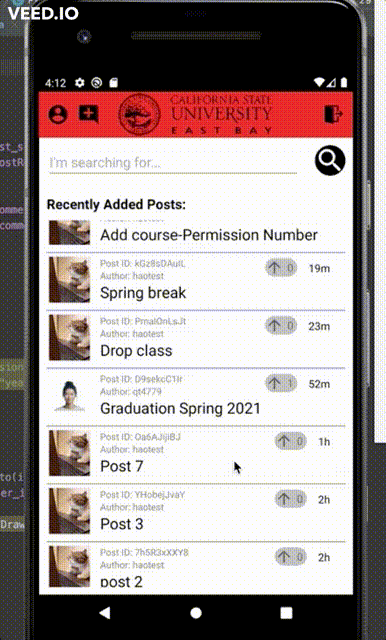 VEED.IO
4:12
CALIFORNIA STATE
UNIVERSITY
EAST BAY
I'm searching for...
Recently Added Posts:
Add course-Permission Number
Post ID: kGz8sDAutL
Author: haotest
0
19m
Spring break
Post ID: PmalOnLsJt
Author: haotest
0
23m
Drop class
Post ID: D9sekcC1Ir
Author: qt4779
1
52m
Graduation Spring 2021
Post ID: Oa6AJijiBJ
Author: haotest
0
1h
Post 7
Post ID: YHobejJvaY
Author: haotest
0
2h
Post 3
Post ID: 7h5R3xXXY8
Author: haotest
0
2h
post 2